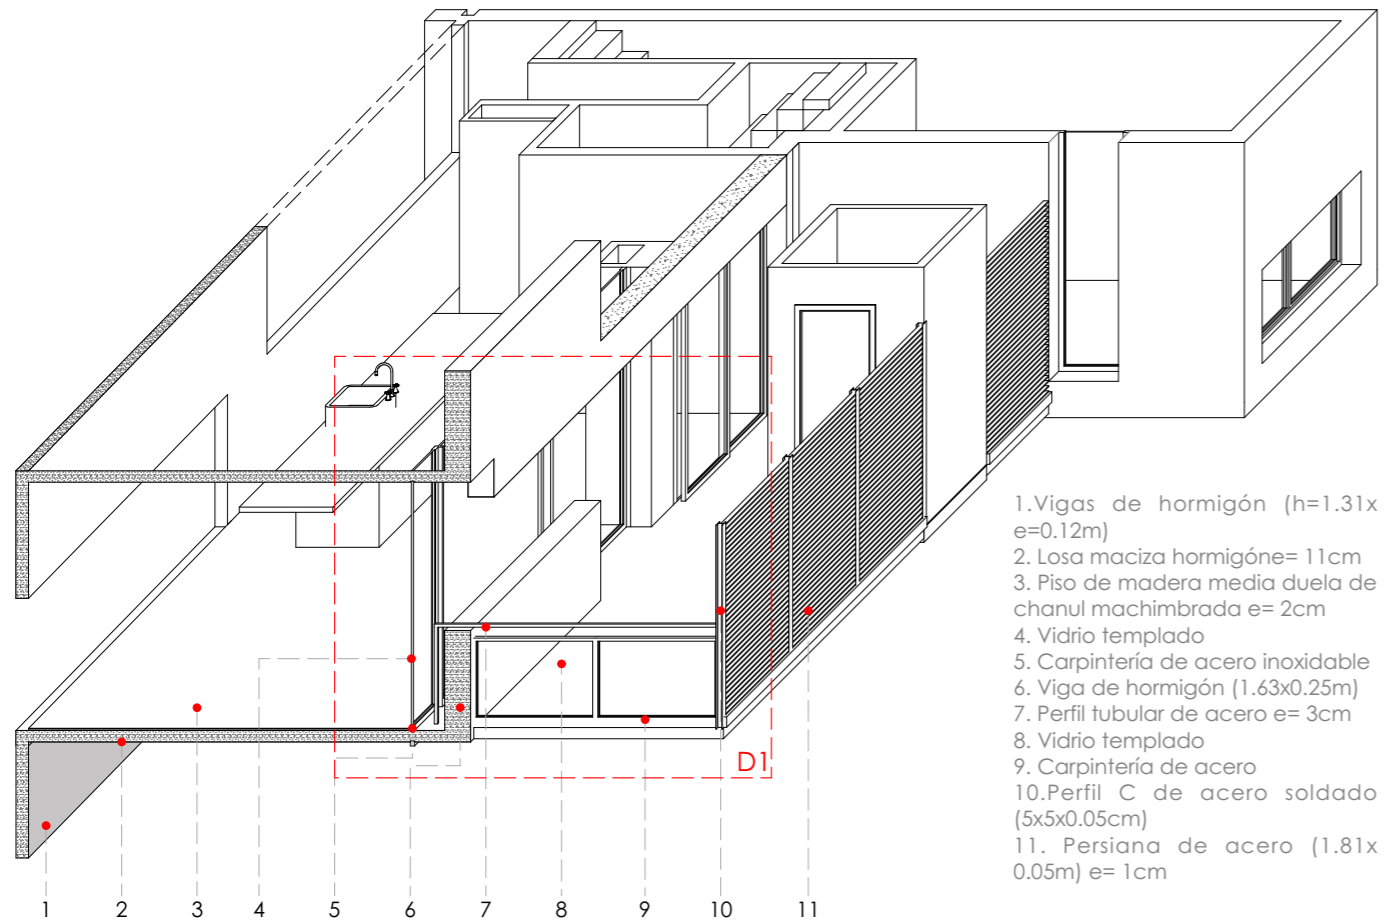 1.Vigas de hormigón (h=1.31x
e=0.12m)
2. Losa maciza hormigóne= 11cm
3. Piso de madera media duela de
chanul machimbrada e= 2cm
4. Vidrio templado
5. Carpintería de acero inoxidable
6. Viga de hormigón (1.63x0.25m)
7. Perfil tubular de acero e= 3cm
8. Vidrio templado
9. Carpintería de acero
10.Perfil C de acero soldado
(5x5x0.05cm)
11. Persiana de acero (1.81x
0.05m) e= 1cm
D1
1 2 3 4 5 6 7 8 9 10 11